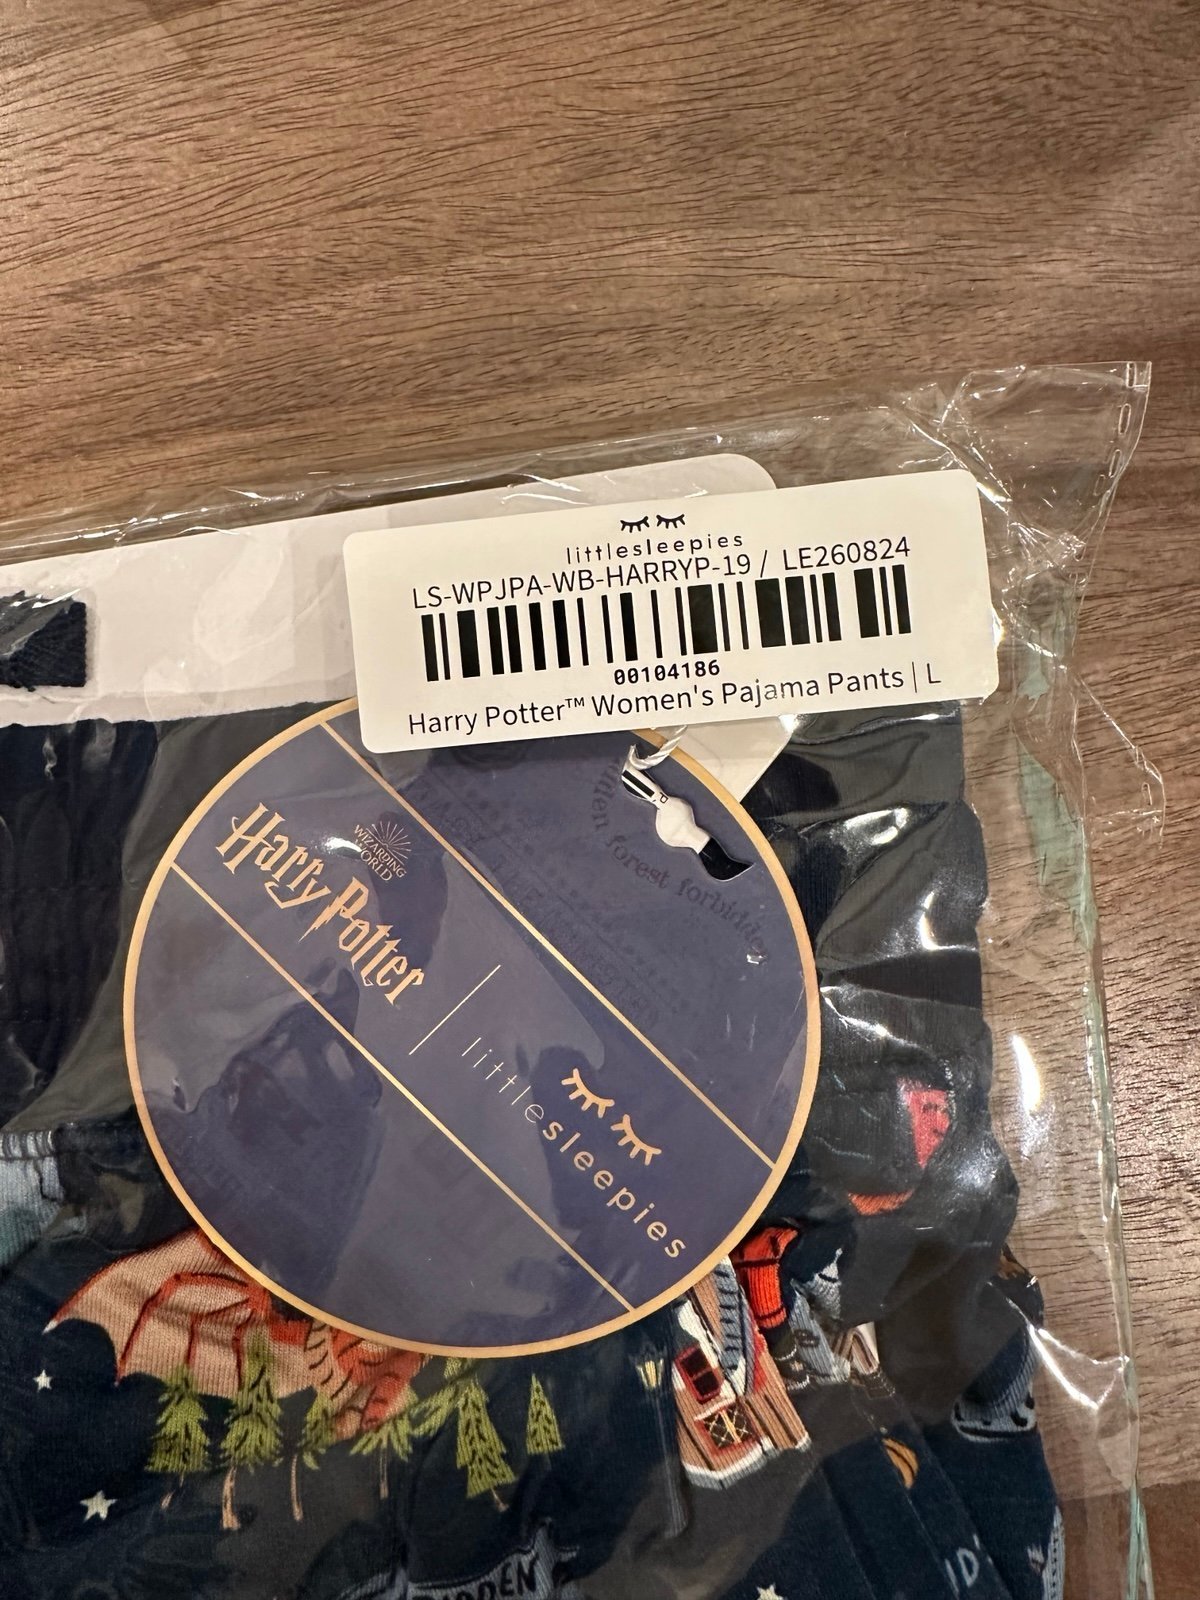 littlesleepies
LS-WPJPA-WB-HARRYP-19 / LE260824
00104186
Harry Potter™ Women's Pajama Pants | L
WIZARDING
WORLD
Harry Potter
littlesleepies
forest forbidden